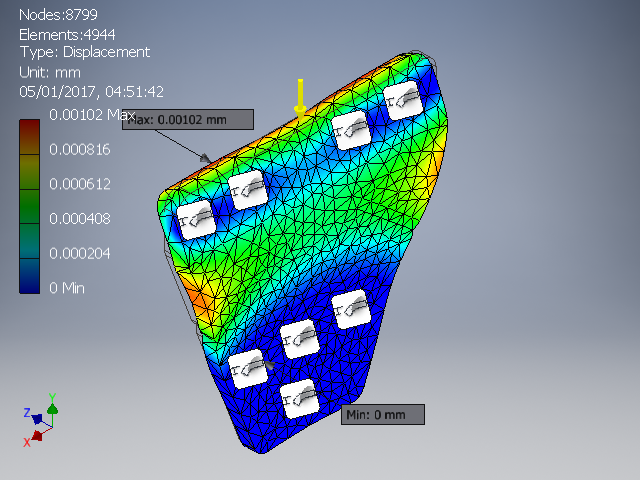 Nodes:8799
Elements:4944
Type: Displacement
Unit: mm
05/01/2017, 04:51:42
0.00102 Max
Max: 0.00102 mm
0.000816
0.000612
0.000408
0.000204
0 Min
Min: 0 mm
Y
Z
X